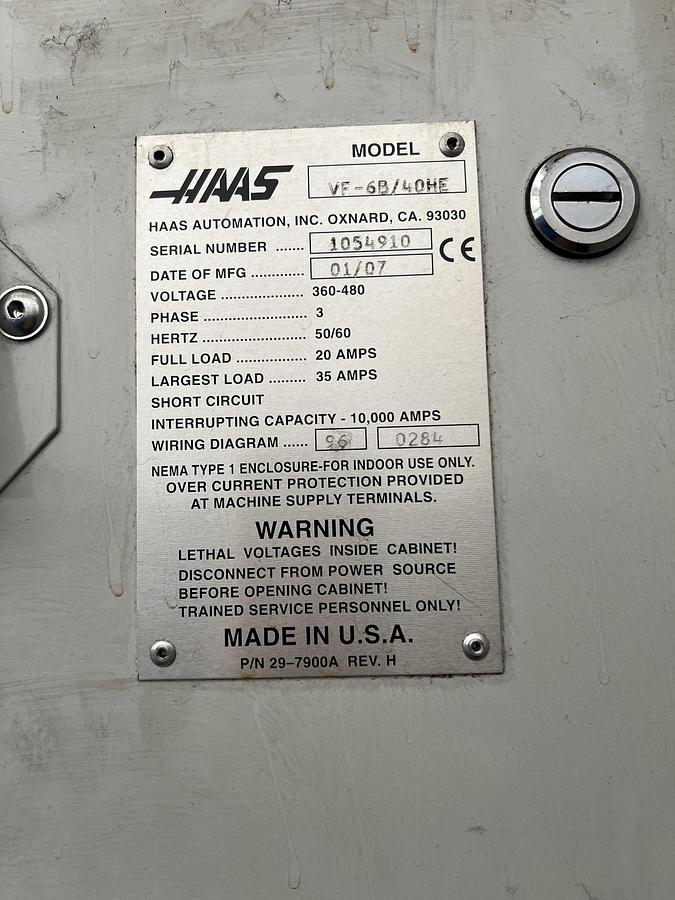 MODEL
HAAS
VF-6B/40HE
HAAS AUTOMATION, INC. OXNARD, CA. 93030
SERIAL NUMBER ...... 1054910
CE
DATE OF MFG ............. 01/07
VOLTAGE .................... 360-480
PHASE ......................... 3
HERTZ ......................... 50/60
FULL LOAD ................. 20 AMPS
LARGEST LOAD ......... 35 AMPS
SHORT CIRCUIT
INTERRUPTING CAPACITY - 10,000 AMPS
WIRING DIAGRAM ...... 96 0284
NEMA TYPE 1 ENCLOSURE-FOR INDOOR USE ONLY.
OVER CURRENT PROTECTION PROVIDED
AT MACHINE SUPPLY TERMINALS.
WARNING
LETHAL VOLTAGES INSIDE CABINET!
DISCONNECT FROM POWER SOURCE
BEFORE OPENING CABINET!
TRAINED SERVICE PERSONNEL ONLY!
MADE IN U.S.A.
P/N 29-7900A REV. H